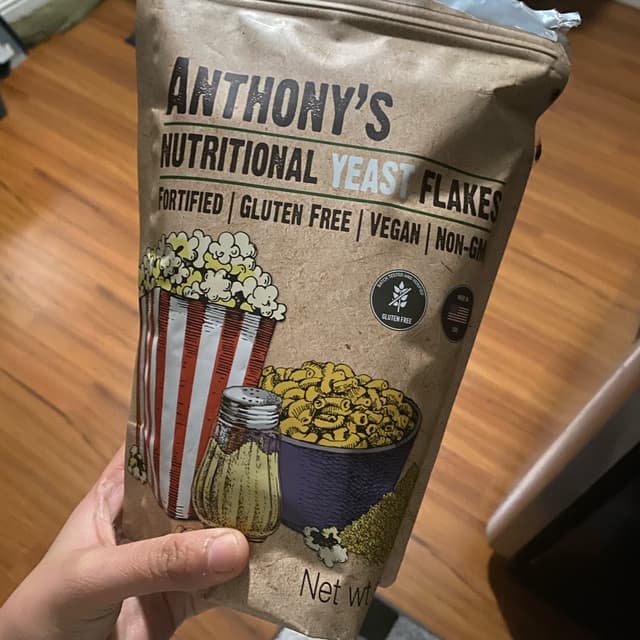 ANTHONY'S
NUTRITIONAL YEAST FLAKES
FORTIFIED | GLUTEN FREE | VEGAN | NON-GM
GLUTEN FREE
Net wt